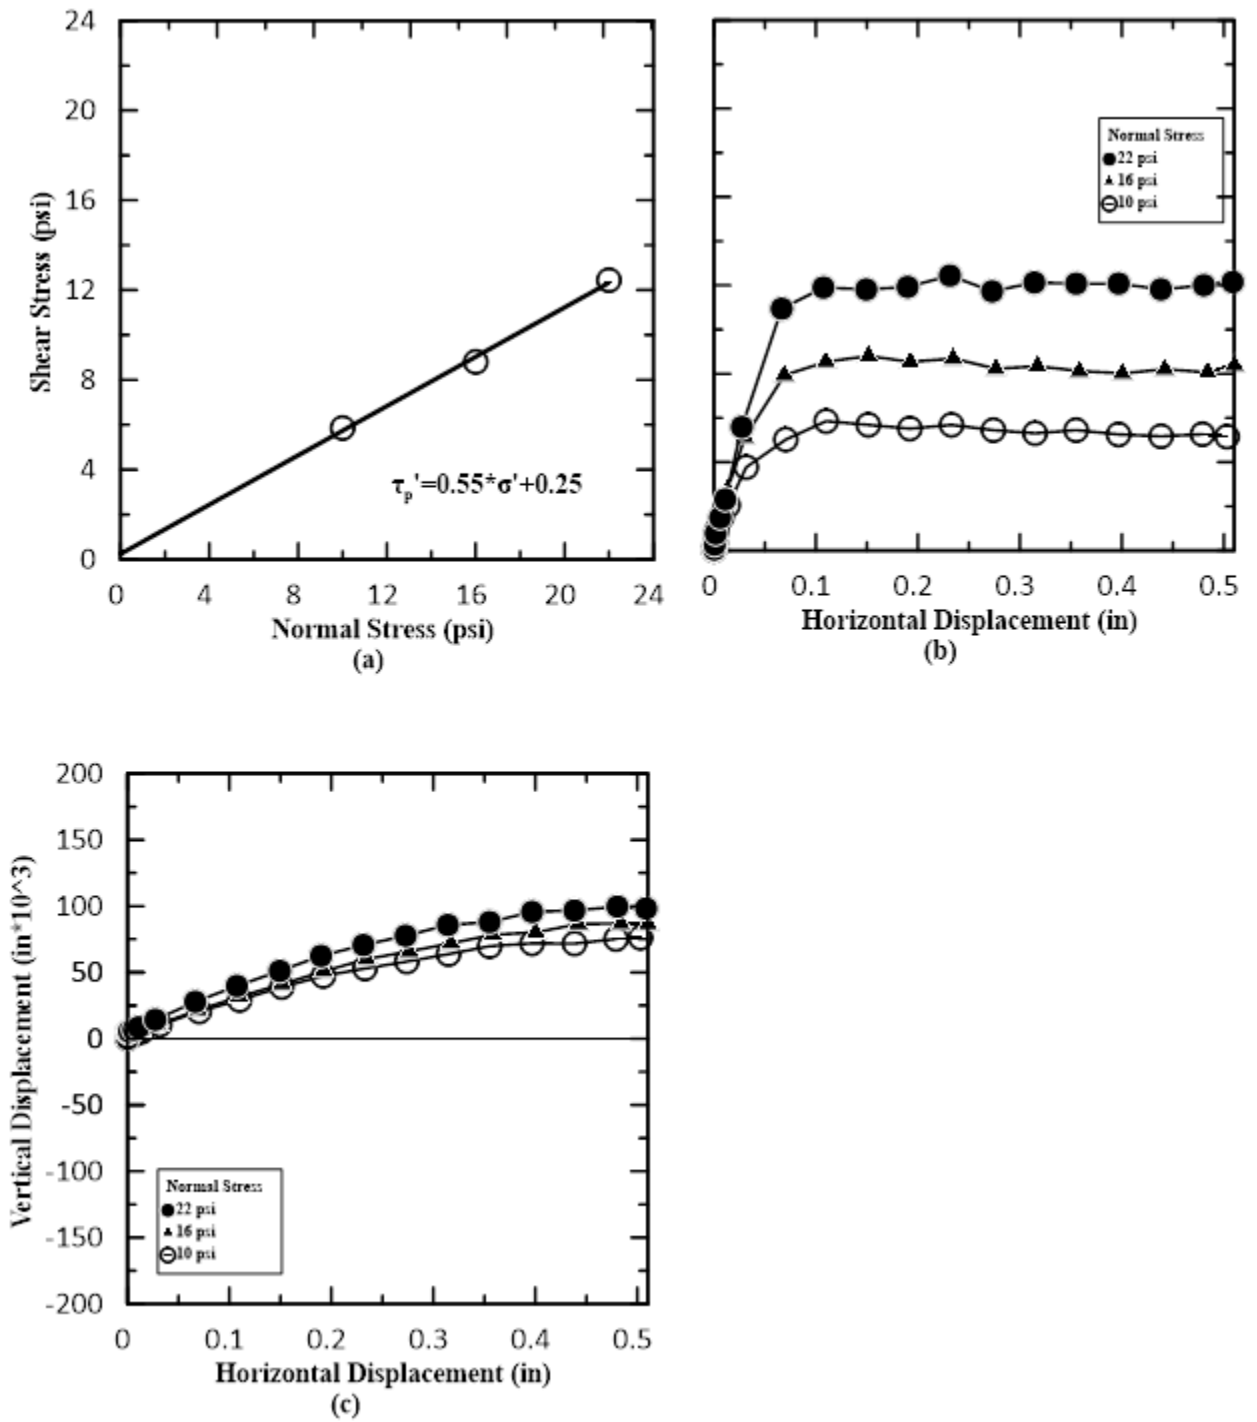 24
20
16
12
8
4
0
Shear Stress (psi)
τp'=0.55*σ'+0.25
0 4 8 12 16 20 24
Normal Stress (psi)
(a)
Normal Stress
22 psi
16 psi
10 psi
0 0.1 0.2 0.3 0.4 0.5
Horizontal Displacement (in)
(b)
200
150
100
50
0
-50
-100
-150
-200
Vertical Displacement (in*10^3)
Normal Stress
22 psi
16 psi
10 psi
0 0.1 0.2 0.3 0.4 0.5
Horizontal Displacement (in)
(c)